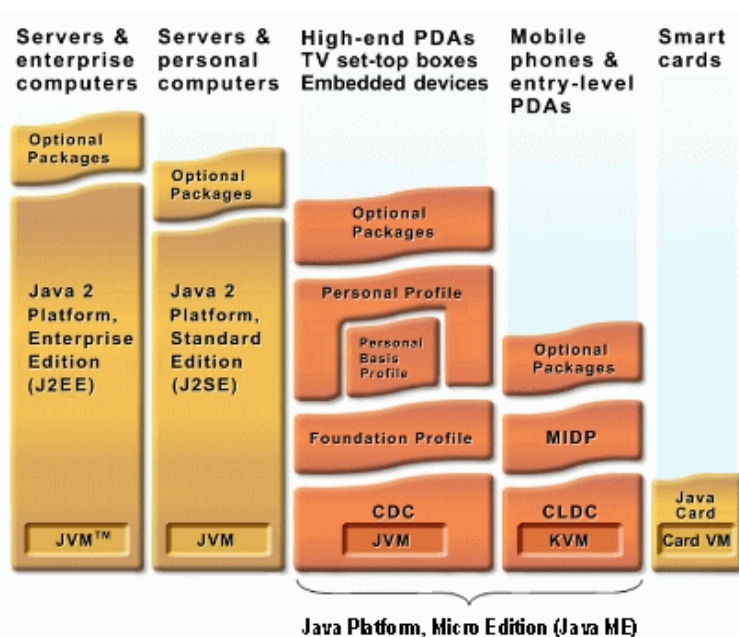 Servers &
enterprise
computers
Servers &
personal
computers
High-end PDAs
TV set-top boxes
Embedded devices
Mobile
phones &
entry-level
PDAs
Smart
cards
Optional
Packages
Java 2
Platform,
Enterprise
Edition
(J2EE)
JVM™
Optional
Packages
Java 2
Platform,
Standard
Edition
(J2SE)
JVM
Optional
Packages
Personal Profile
Personal
Basis
Profile
Foundation Profile
CDC
JVM
Optional
Packages
MIDP
CLDC
KVM
Java
Card
Card VM
Java Platform, Micro Edition (Java ME)